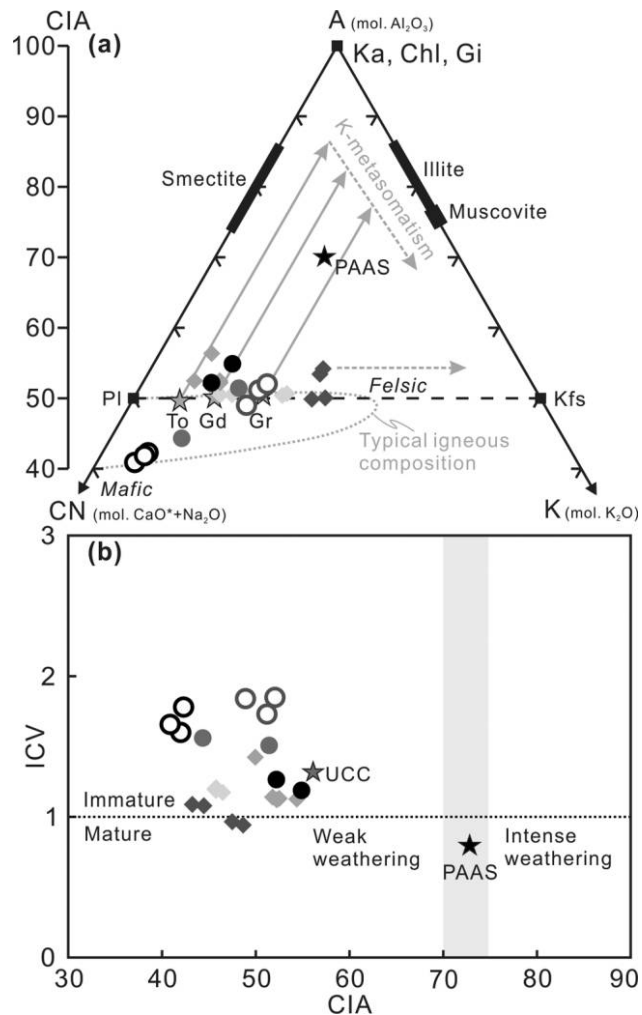 CIA
A (mol. Al₂O₃)
(a)
Ka, Chl, Gi
100
90
80
70
60
50
40
Smectite
Illite
Muscovite
K-metasomatism
PAAS
Felsic
Pl
Kfs
To
Gd
Gr
Typical igneous
composition
Mafic
CN (mol. CaO*+Na₂O)
K (mol. K₂O)
(b)
3
2
1
0
ICV
UCC
Immature
Mature
Weak
weathering
Intense
weathering
PAAS
30
40
50
60
70
80
90
CIA